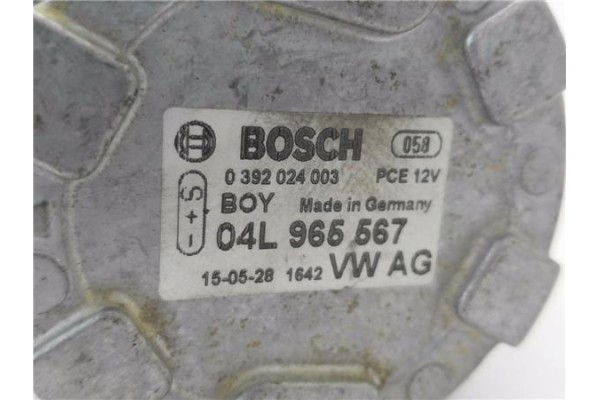 BOSCH 058
0 392 024 003 PCE 12V
- + S
BOY Made in Germany
04L 965 567
15-05-28 1642 VW AG